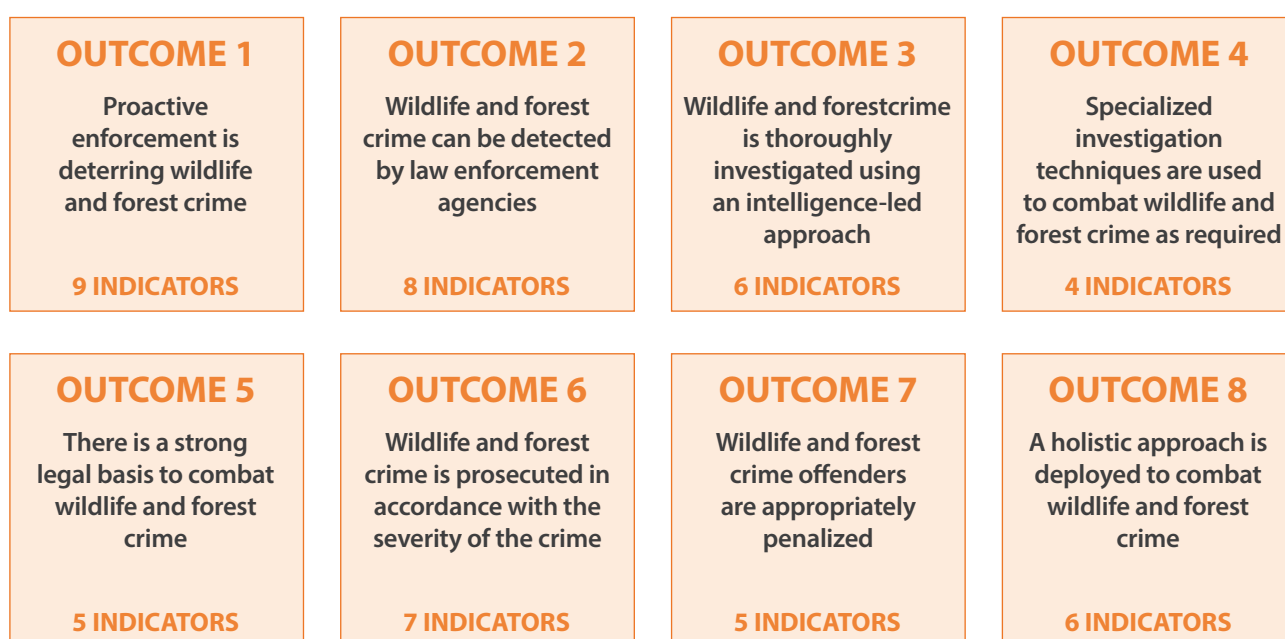 OUTCOME 1
Proactive
enforcement is
deterring wildlife
and forest crime
9 INDICATORS
OUTCOME 2
Wildlife and forest
crime can be detected
by law enforcement
agencies
8 INDICATORS
OUTCOME 3
Wildlife and forestcrime
is thoroughly
investigated using
an intelligence-led
approach
6 INDICATORS
OUTCOME 4
Specialized
investigation
techniques are used
to combat wildlife and
forest crime as required
4 INDICATORS
OUTCOME 5
There is a strong
legal basis to combat
wildlife and forest
crime
5 INDICATORS
OUTCOME 6
Wildlife and forest
crime is prosecuted in
accordance with the
severity of the crime
7 INDICATORS
OUTCOME 7
Wildlife and forest
crime offenders
are appropriately
penalized
5 INDICATORS
OUTCOME 8
A holistic approach is
deployed to combat
wildlife and forest
crime
6 INDICATORS